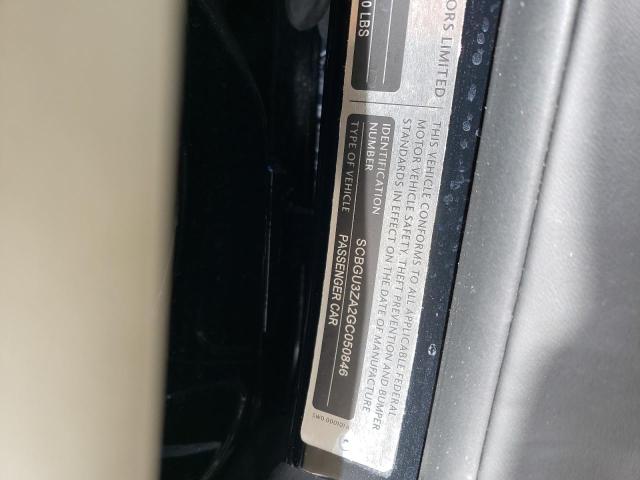 ORS LIMITED
0 LBS
THIS VEHICLE CONFORMS TO ALL APPLICABLE FEDERAL
MOTOR VEHICLE SAFETY, THEFT PREVENTION AND BUMPER
STANDARDS IN EFFECT ON THE DATE OF MANUFACTURE
IDENTIFICATION
NUMBER SCBGU3ZA2GC050846
TYPE OF VEHICLE PASSENGER CAR